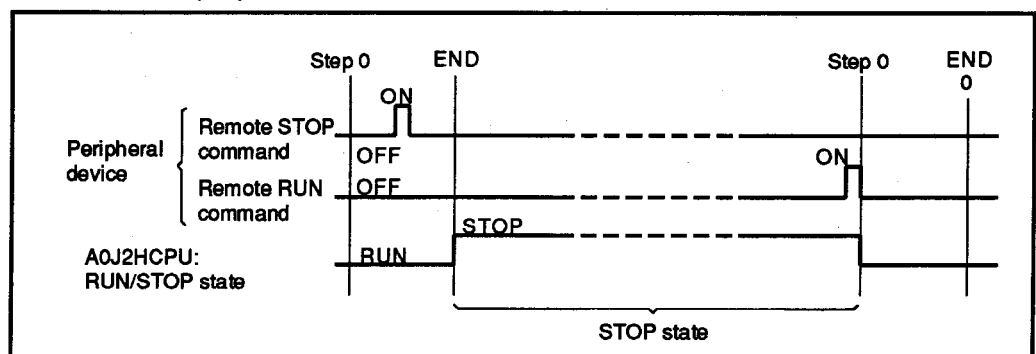 Step 0 END Step 0 END
0
ON
Peripheral device
Remote STOP command
OFF
ON
Remote RUN command
OFF
STOP
A0J2HCPU:
RUN/STOP state
RUN
STOP state